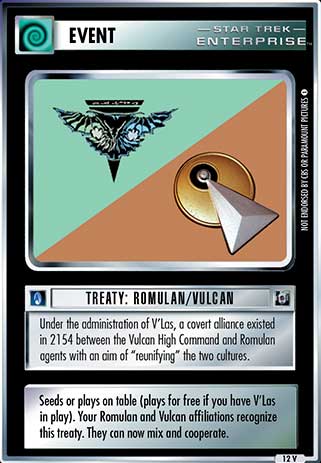 EVENT
STAR TREK
ENTERPRISE™
NOT ENDORSED BY CBS OR PARAMOUNT PICTURES
TREATY: ROMULAN/VULCAN
Under the administration of V'Las, a covert alliance existed
in 2154 between the Vulcan High Command and Romulan
agents with an aim of "reunifying" the two cultures.
Seeds or plays on table (plays for free if you have V'Las
in play). Your Romulan and Vulcan affiliations recognize
this treaty. They can now mix and cooperate.
12 V